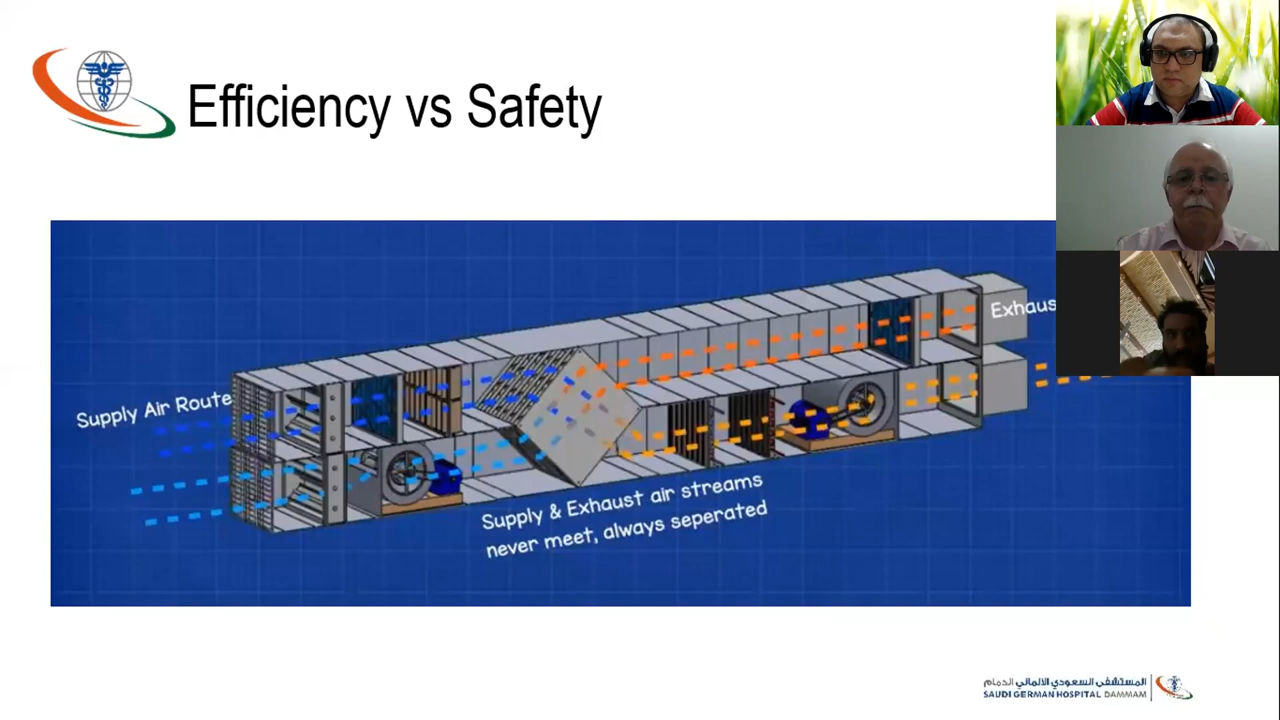 Efficiency vs Safety
Supply Air Route
Exhaus
Supply & Exhaust air streams
never meet, always seperated
المستشفى السعودي الألماني الدمام
SAUDI GERMAN HOSPITAL DAMMAM